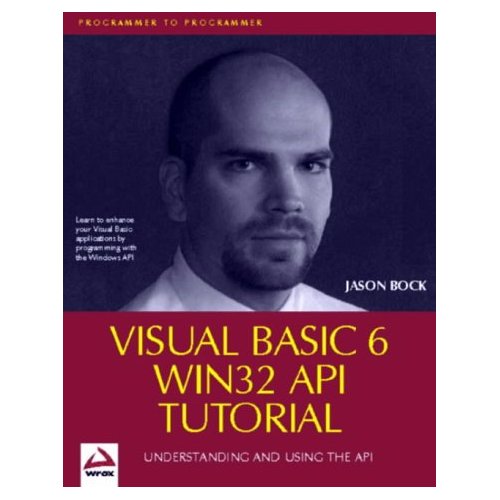 PROGRAMMER TO PROGRAMMER
Learn to enhance
your Visual Basic
applications by
programming with
the Windows API
JASON BOCK
VISUAL BASIC 6
WIN32 API
TUTORIAL
UNDERSTANDING AND USING THE API
wrox